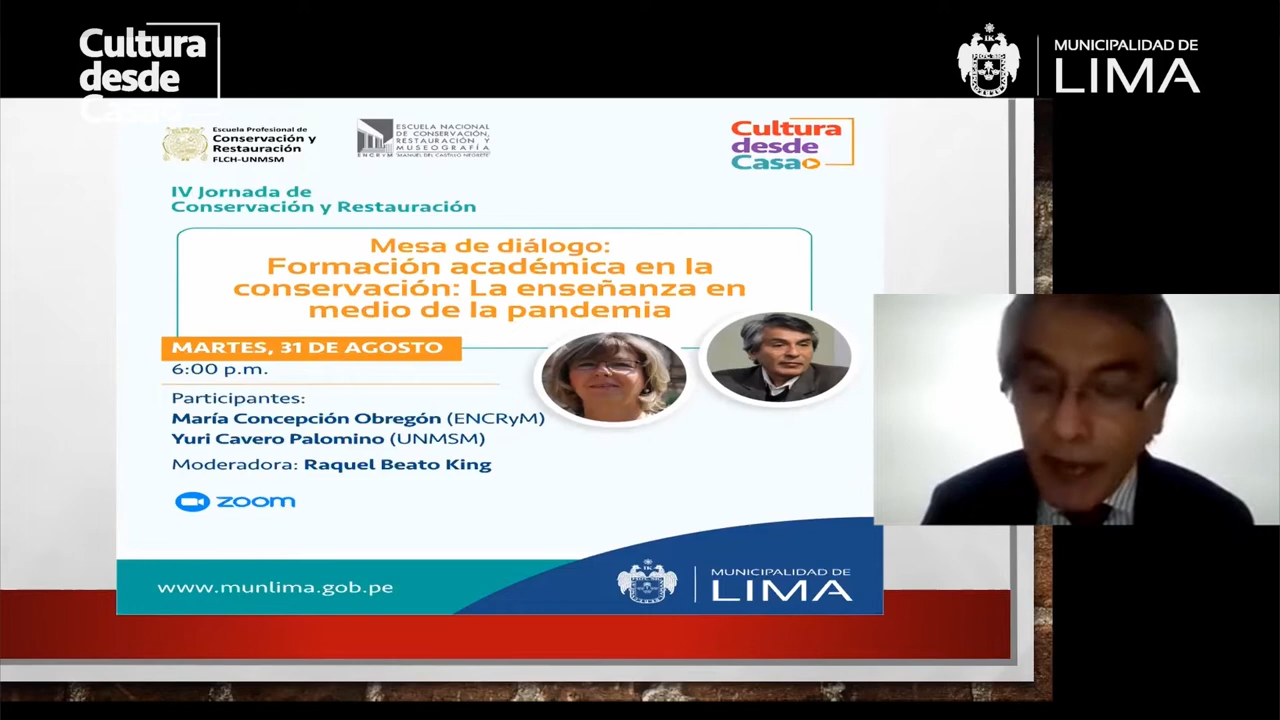 Cultura
desde
Casa
MUNICIPALIDAD DE
LIMA
Escuela Profesional de
Conservación y
Restauración
FLCH-UNMSM
ESCUELA NACIONAL
DE CONSERVACIÓN,
RESTAURACIÓN Y
MUSEOGRAFÍA
ENCRyM MANUEL DEL CASTILLO NEGRETE
Cultura
desde
Casa
IV Jornada de
Conservación y Restauración
Mesa de diálogo:
Formación académica en la
conservación: La enseñanza en
medio de la pandemia
MARTES, 31 DE AGOSTO
6:00 p.m.
Participantes:
María Concepción Obregón (ENCRyM)
Yuri Cavero Palomino (UNMSM)
Moderadora: Raquel Beato King
zoom
www.munlima.gob.pe
MUNICIPALIDAD DE
LIMA